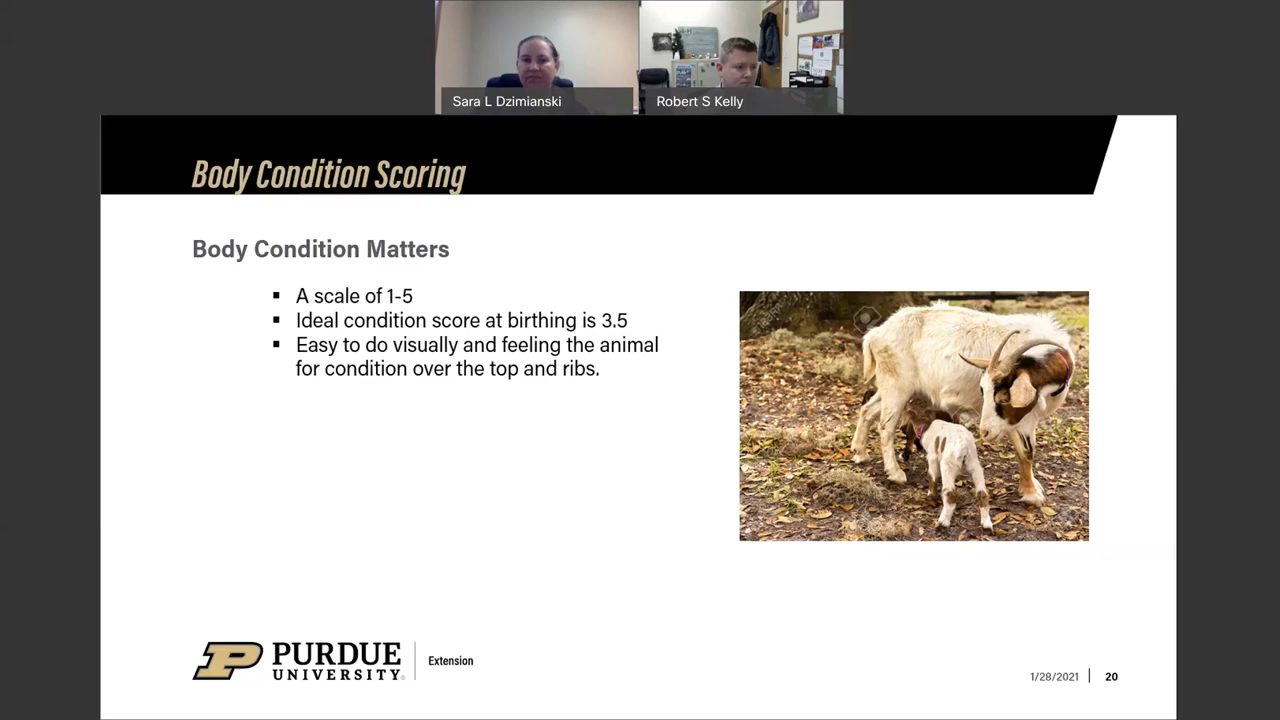 Sara L Dzimianski
Robert S Kelly
Body Condition Scoring
Body Condition Matters
▪ A scale of 1-5
▪ Ideal condition score at birthing is 3.5
▪ Easy to do visually and feeling the animal
for condition over the top and ribs.
P PURDUE
UNIVERSITY®
Extension
1/28/2021 | 20